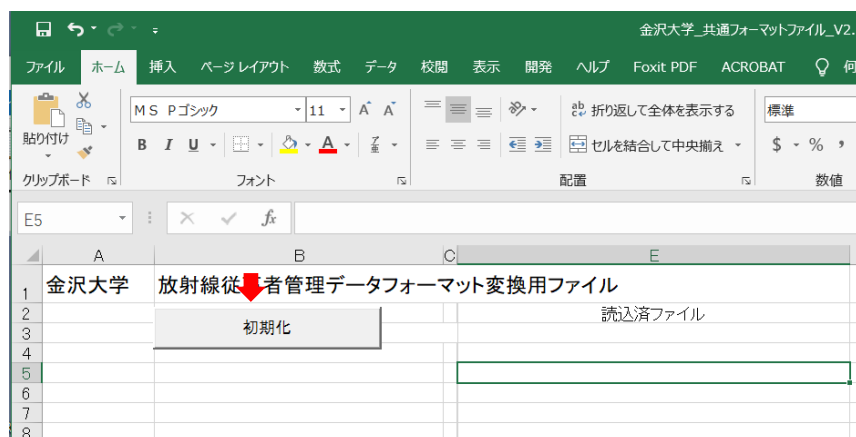 金沢大学_共通フォーマットファイル_V2.
ファイル ホーム 挿入 ページ レイアウト 数式 データ 校閲 表示 開発 ヘルプ Foxit PDF ACROBAT 何
貼り付け MS Pゴシック 11 A A ab 折り返して全体を表示する 標準
B I U A セルを結合して中央揃え $ % ,
クリップボード フォント 配置 数値
E5 fx
A B C E
1 金沢大学 放射線従 者管理データフォーマット変換用ファイル
2 読込済ファイル
3 初期化
4
5
6
7
8